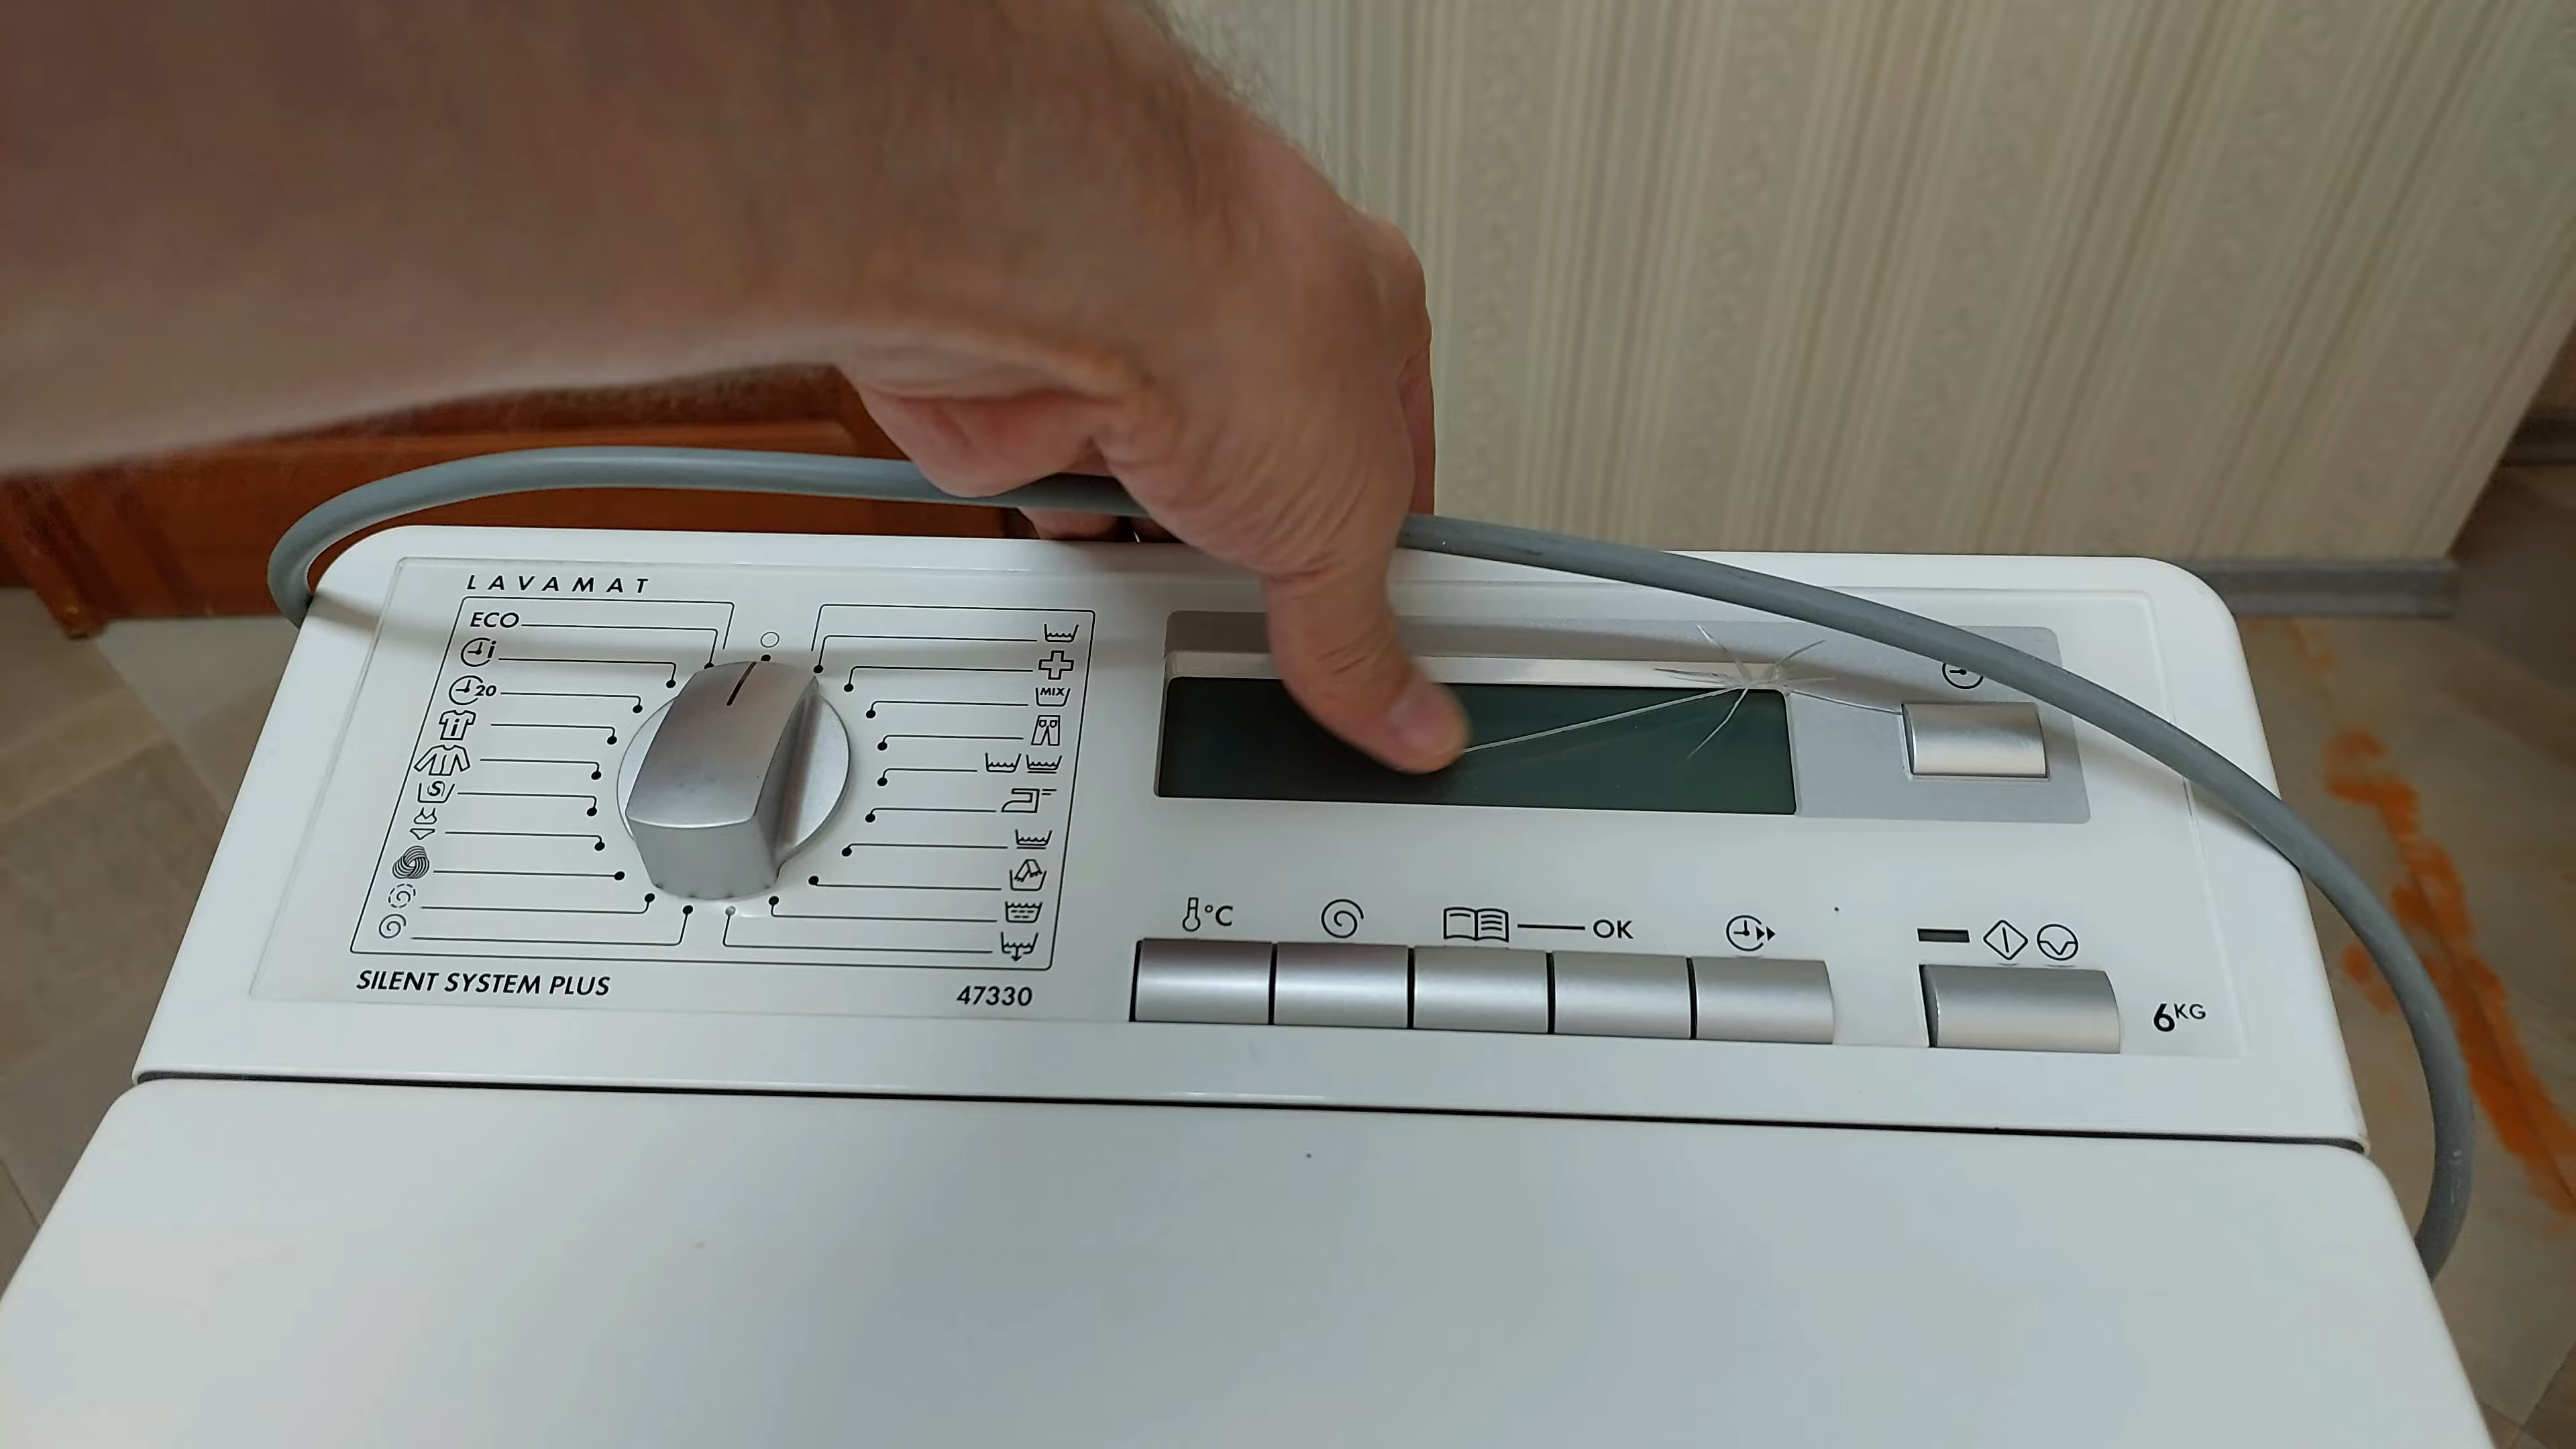 LAVAMAT
ECO
i
20
i
S
MIX
SILENT SYSTEM PLUS
47330
°C
OK
6KG